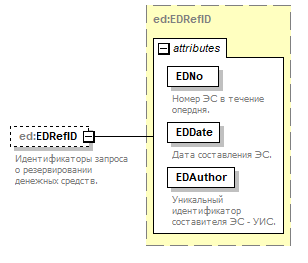 ed:EDRefID
attributes
EDNo
Номер ЭС в течение
опердня.
EDDate
Дата составления ЭС.
EDAuthor
Уникальный
идентификатор
составителя ЭС - УИС.
ed:EDRefID
Идентификаторы запроса
о резервировании
денежных средств.